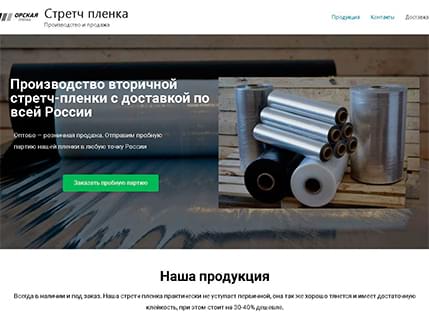 ОРСКАЯ
Стретч пленка
Производство и продажа
Продукция Контакты Доставка
Производство вторичной
стретч-пленки с доставкой по
всей России
Оптово – розничная продажа. Отправим пробную
партию нашей пленки в любую точку России
Заказать пробную партию
Наша продукция
Всегда в наличии и под заказ. Наша стретч пленка практически не уступает первичной, она так же хорошо тянется и имеет достаточную
клейкость, при этом стоит на 30-40% дешевле.